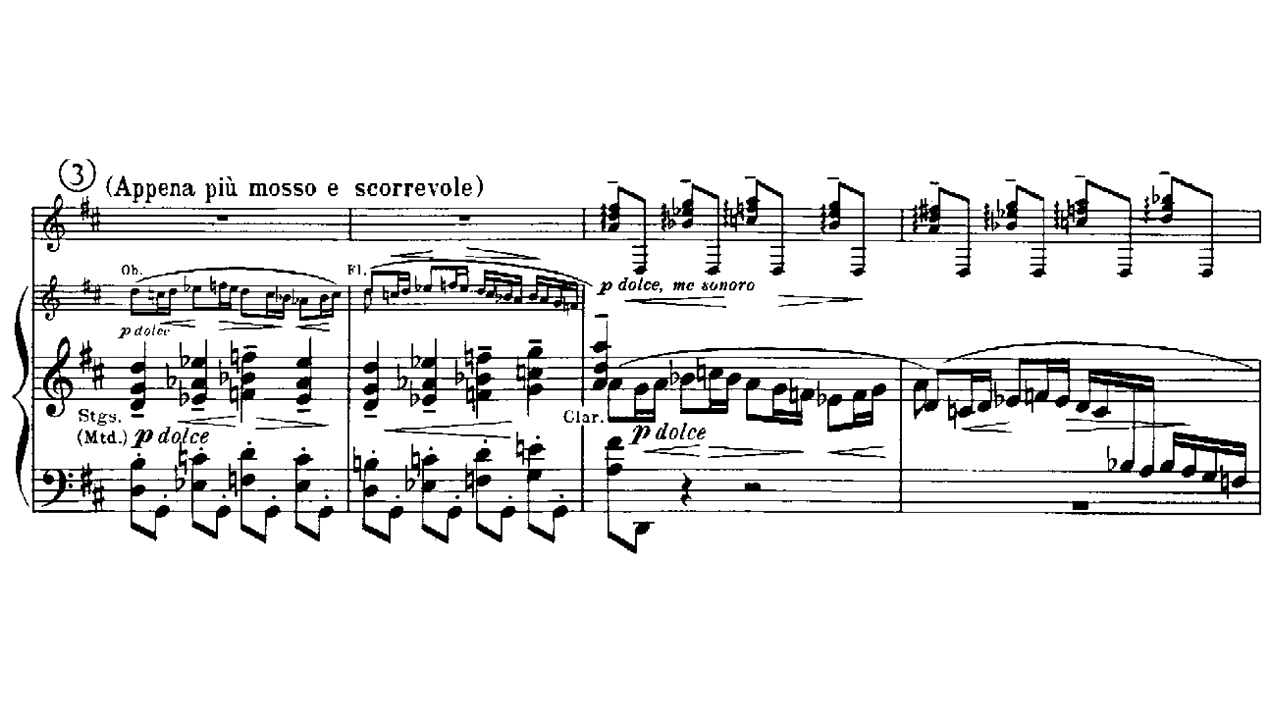 3
(Appena più mosso e scorrevole)
Ob.
Fl.
p dolce, me sonoro
p dolce
Stgs.
(Mtd.) p dolce
Clar.
p dolce